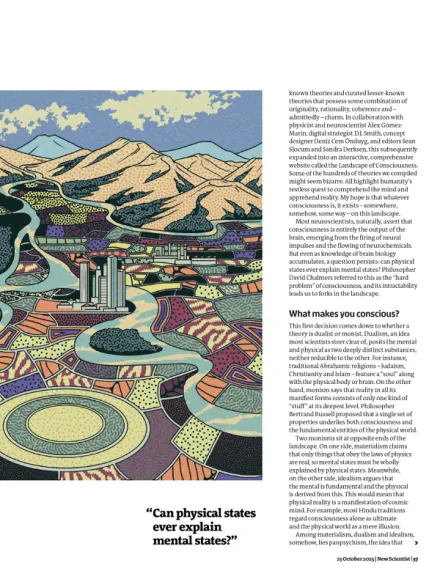 known theories and curated lesser-known
theories that possess some combination of
originality, rationality, coherence and –
admittedly – charm. In collaboration with
physicist and neuroscientist Àlex Gómez-
Marín, digital strategist D.I. Smith, concept
designer Deniz Cem Önduyg, and editors Sean
Slocum and Sandra Derksen, this subsequently
expanded into an interactive, comprehensive
website called the Landscape of Consciousness.
Some of the hundreds of theories we compiled
might seem bizarre. All highlight humanity's
restless quest to comprehend the mind and
apprehend reality. My hope is that whatever
consciousness is, it exists – somewhere,
somehow, some way – on this landscape.
Most neuroscientists, naturally, assert that
consciousness is entirely the output of the
brain, emerging from the firing of neural
impulses and the flowing of neurochemicals.
But even as knowledge of brain biology
accumulates, a question persists: can physical
states ever explain mental states? Philosopher
David Chalmers referred to this as the "hard
problem" of consciousness, and its intractability
leads us to forks in the landscape.
What makes you conscious?
This first decision comes down to whether a
theory is dualist or monist. Dualism, an idea
most scientists steer clear of, posits the mental
and physical as two deeply distinct substances,
neither reducible to the other. For instance,
traditional Abrahamic religions – Judaism,
Christianity and Islam – feature a "soul" along
with the physical body or brain. On the other
hand, monism says that reality in all its
manifest forms consists of only one kind of
"stuff" at its deepest level. Philosopher
Bertrand Russell proposed that a single set of
properties underlies both consciousness and
the fundamental entities of the physical world.
Two monisms sit at opposite ends of the
landscape. On one side, materialism claims
that only things that obey the laws of physics
are real, so mental states must be wholly
explained by physical states. Meanwhile,
on the other side, idealism argues that
the mental is fundamental and the physical
is derived from this. This would mean that
physical reality is a manifestation of cosmic
mind. For example, most Hindu traditions
regard consciousness alone as ultimate
and the physical world as a mere illusion.
Among materialism, dualism and idealism,
somehow, lies panpsychism, the idea that
"Can physical states
ever explain
mental states?"
25 October 2025 | New Scientist | 37